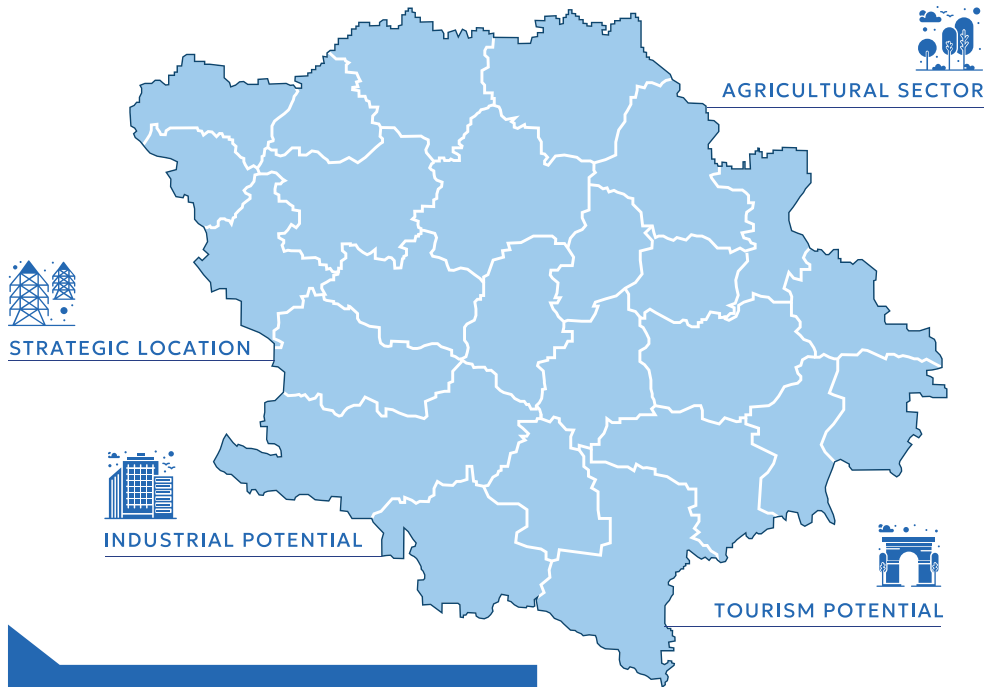 AGRICULTURAL SECTOR
STRATEGIC LOCATION
INDUSTRIAL POTENTIAL
TOURISM POTENTIAL